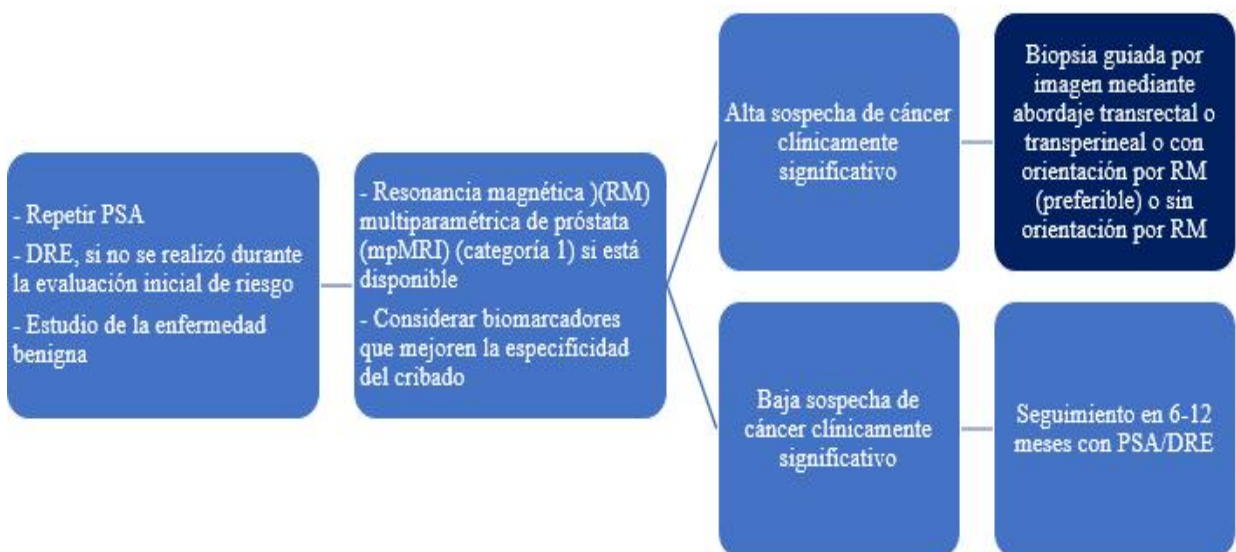 - Repetir PSA
- DRE, si no se realizó durante
la evaluación inicial de riesgo
- Estudio de la enfermedad
benigna
- Resonancia magnética )(RM)
multiparamétrica de próstata
(mpMRI) (categoría 1) si está
disponible
- Considerar biomarcadores
que mejoren la especificidad
del cribado
Alta sospecha de cáncer
clínicamente
significativo
Biopsia guiada por
imagen mediante
abordaje transrectal o
transperineal o con
orientación por RM
(preferible) o sin
orientación por RM
Baja sospecha de
cáncer clínicamente
significativo
Seguimiento en 6-12
meses con PSA/DRE